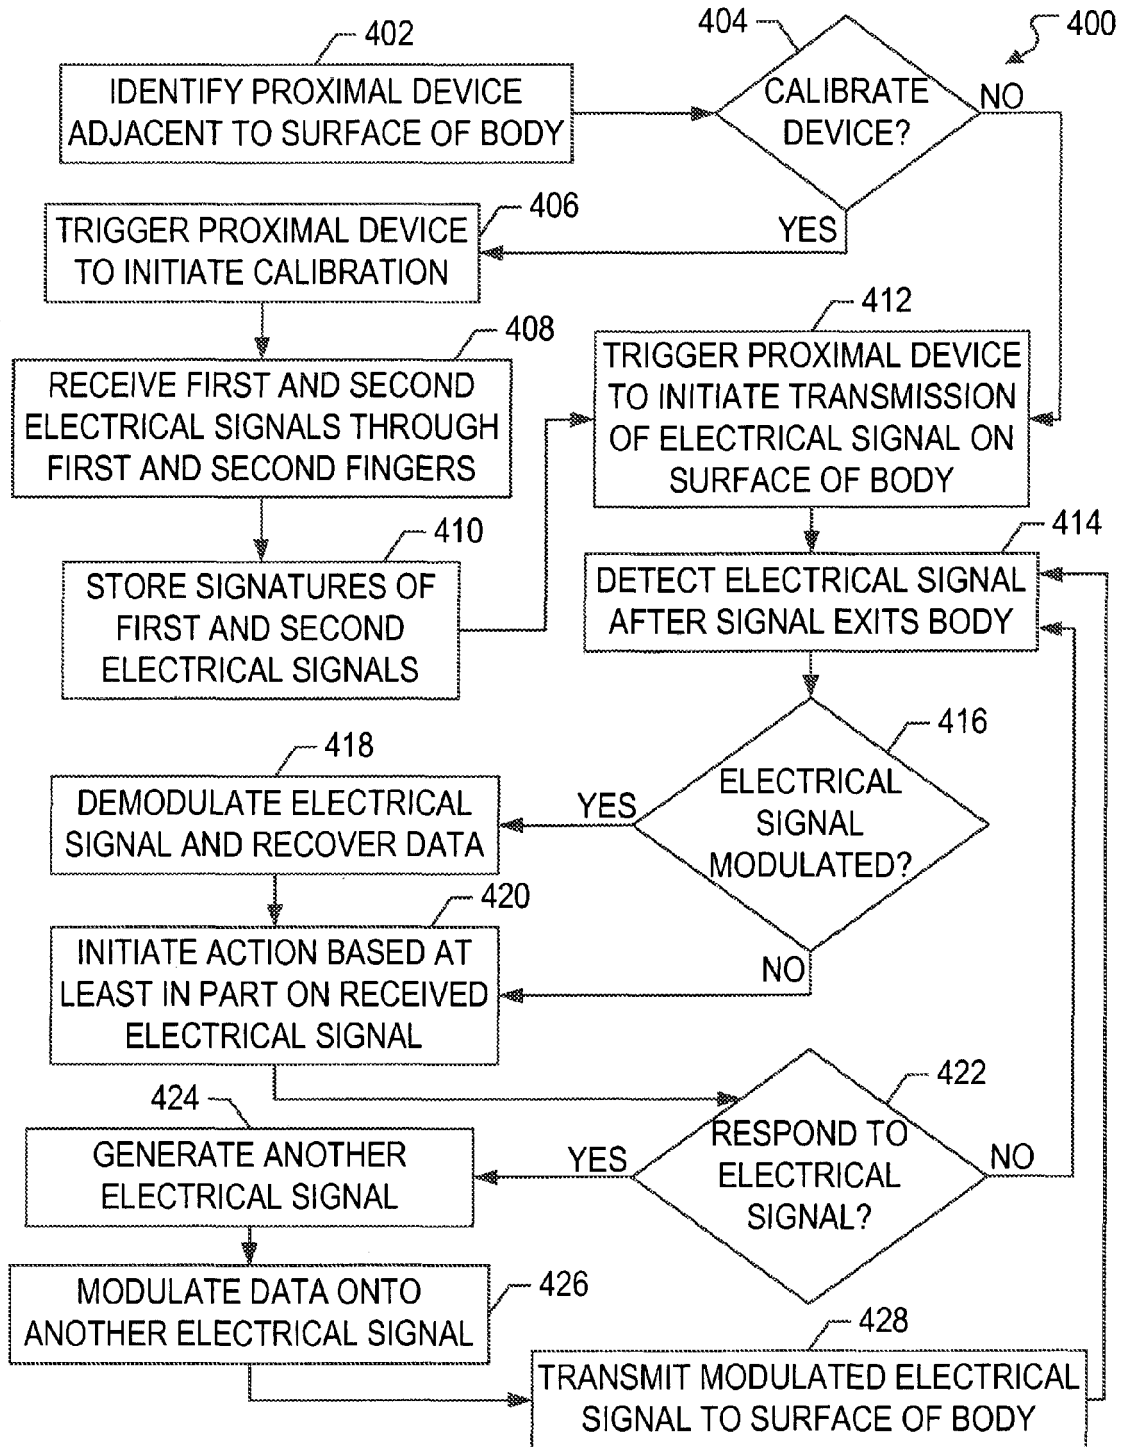 402
IDENTIFY PROXIMAL DEVICE
ADJACENT TO SURFACE OF BODY
404
CALIBRATE
DEVICE?
NO
400
YES
406
TRIGGER PROXIMAL DEVICE
TO INITIATE CALIBRATION
408
RECEIVE FIRST AND SECOND
ELECTRICAL SIGNALS THROUGH
FIRST AND SECOND FINGERS
410
STORE SIGNATURES OF
FIRST AND SECOND
ELECTRICAL SIGNALS
412
TRIGGER PROXIMAL DEVICE
TO INITIATE TRANSMISSION
OF ELECTRICAL SIGNAL ON
SURFACE OF BODY
414
DETECT ELECTRICAL SIGNAL
AFTER SIGNAL EXITS BODY
416
ELECTRICAL
SIGNAL
MODULATED?
YES
NO
418
DEMODULATE ELECTRICAL
SIGNAL AND RECOVER DATA
420
INITIATE ACTION BASED AT
LEAST IN PART ON RECEIVED
ELECTRICAL SIGNAL
422
RESPOND TO
ELECTRICAL
SIGNAL?
YES
NO
424
GENERATE ANOTHER
ELECTRICAL SIGNAL
426
MODULATE DATA ONTO
ANOTHER ELECTRICAL SIGNAL
428
TRANSMIT MODULATED ELECTRICAL
SIGNAL TO SURFACE OF BODY